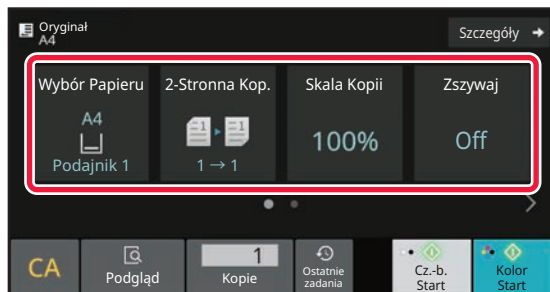 Oryginał
A4
Szczegóły
Wybór Papieru
2-Stronna Kop.
Skala Kopii
Zszywaj
A4
Podajnik 1
1 → 1
100%
Off
CA
Podgląd
1
Kopie
Ostatnie
zadania
Cz.-b.
Start
Kolor
Start